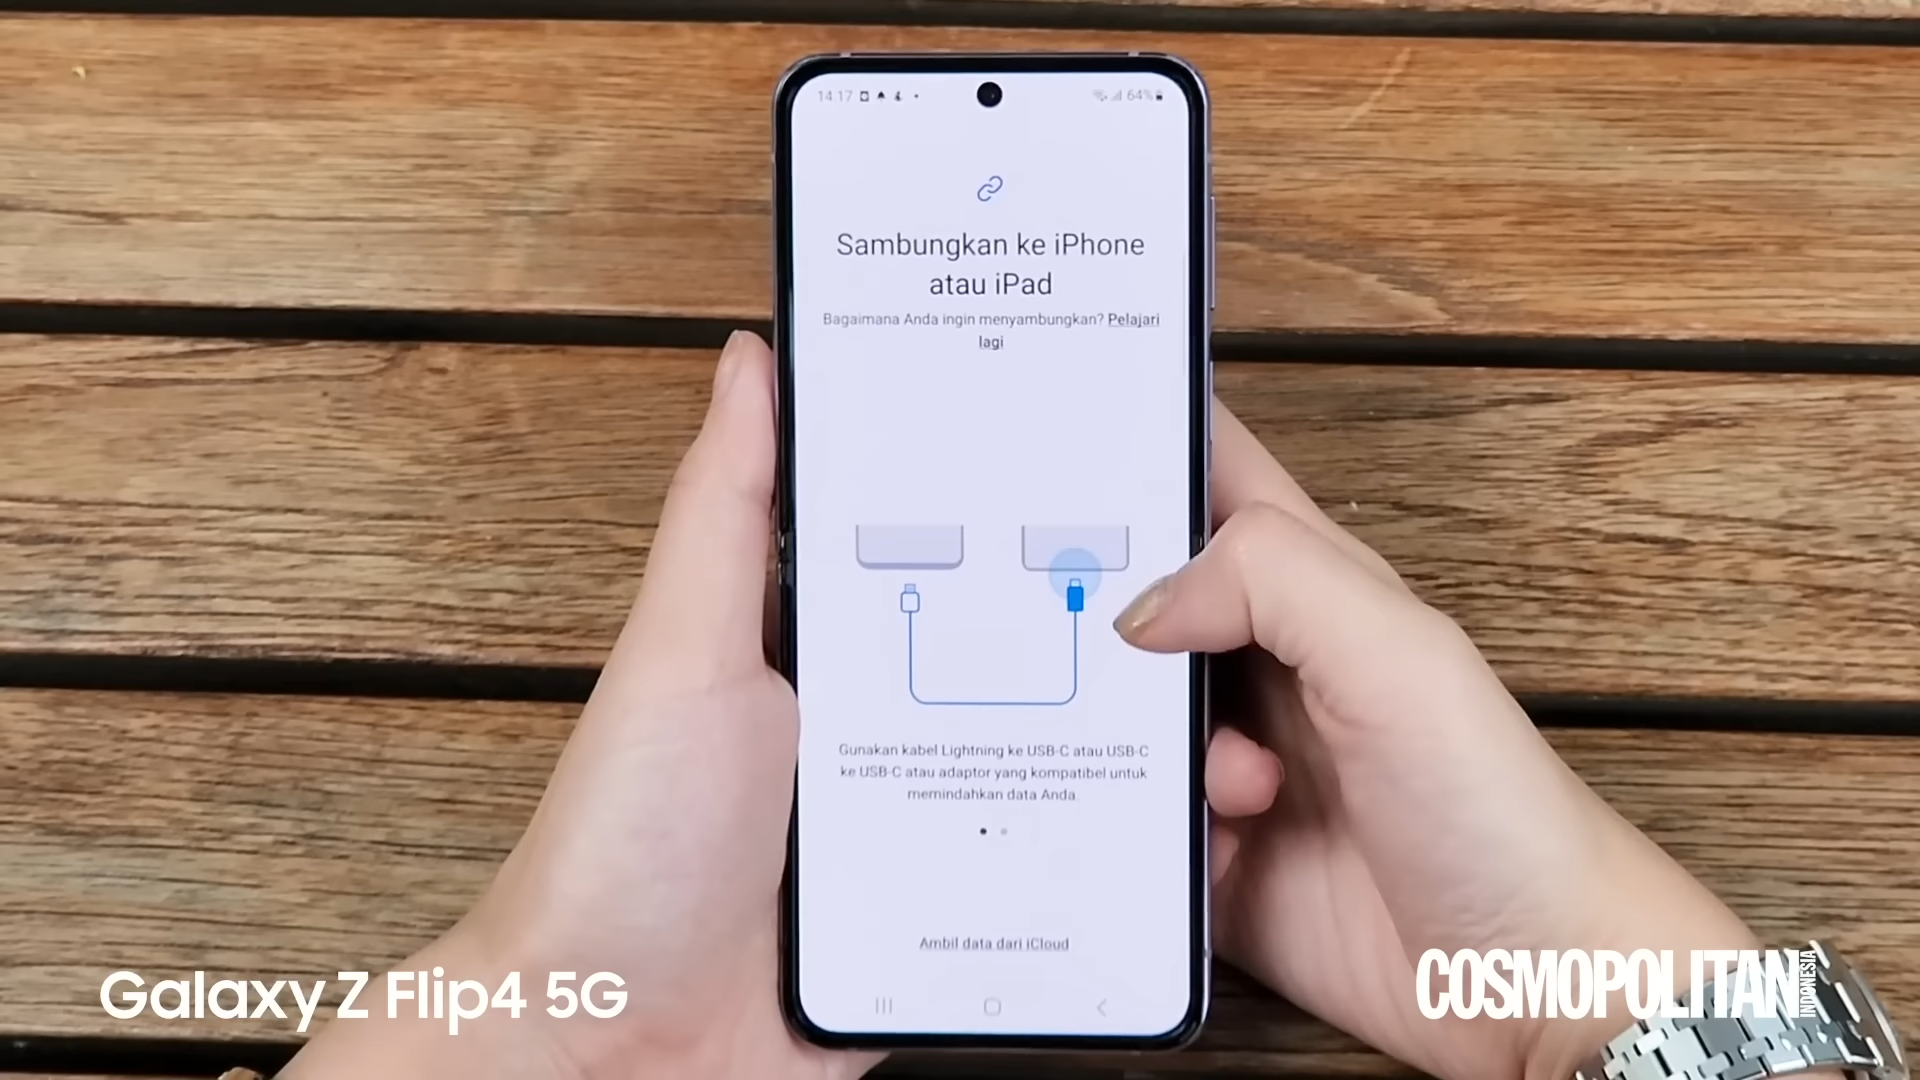 14.17
64%
Sambungkan ke iPhone
atau iPad
Bagaimana Anda ingin menyambungkan? Pelajari
lagi
Gunakan kabel Lightning ke USB-C atau USB-C
ke USB-C atau adaptor yang kompatibel untuk
memindahkan data Anda.
Ambil data dari iCloud
Galaxy Z Flip4 5G
COSMOPOLITAN
INDONESIA